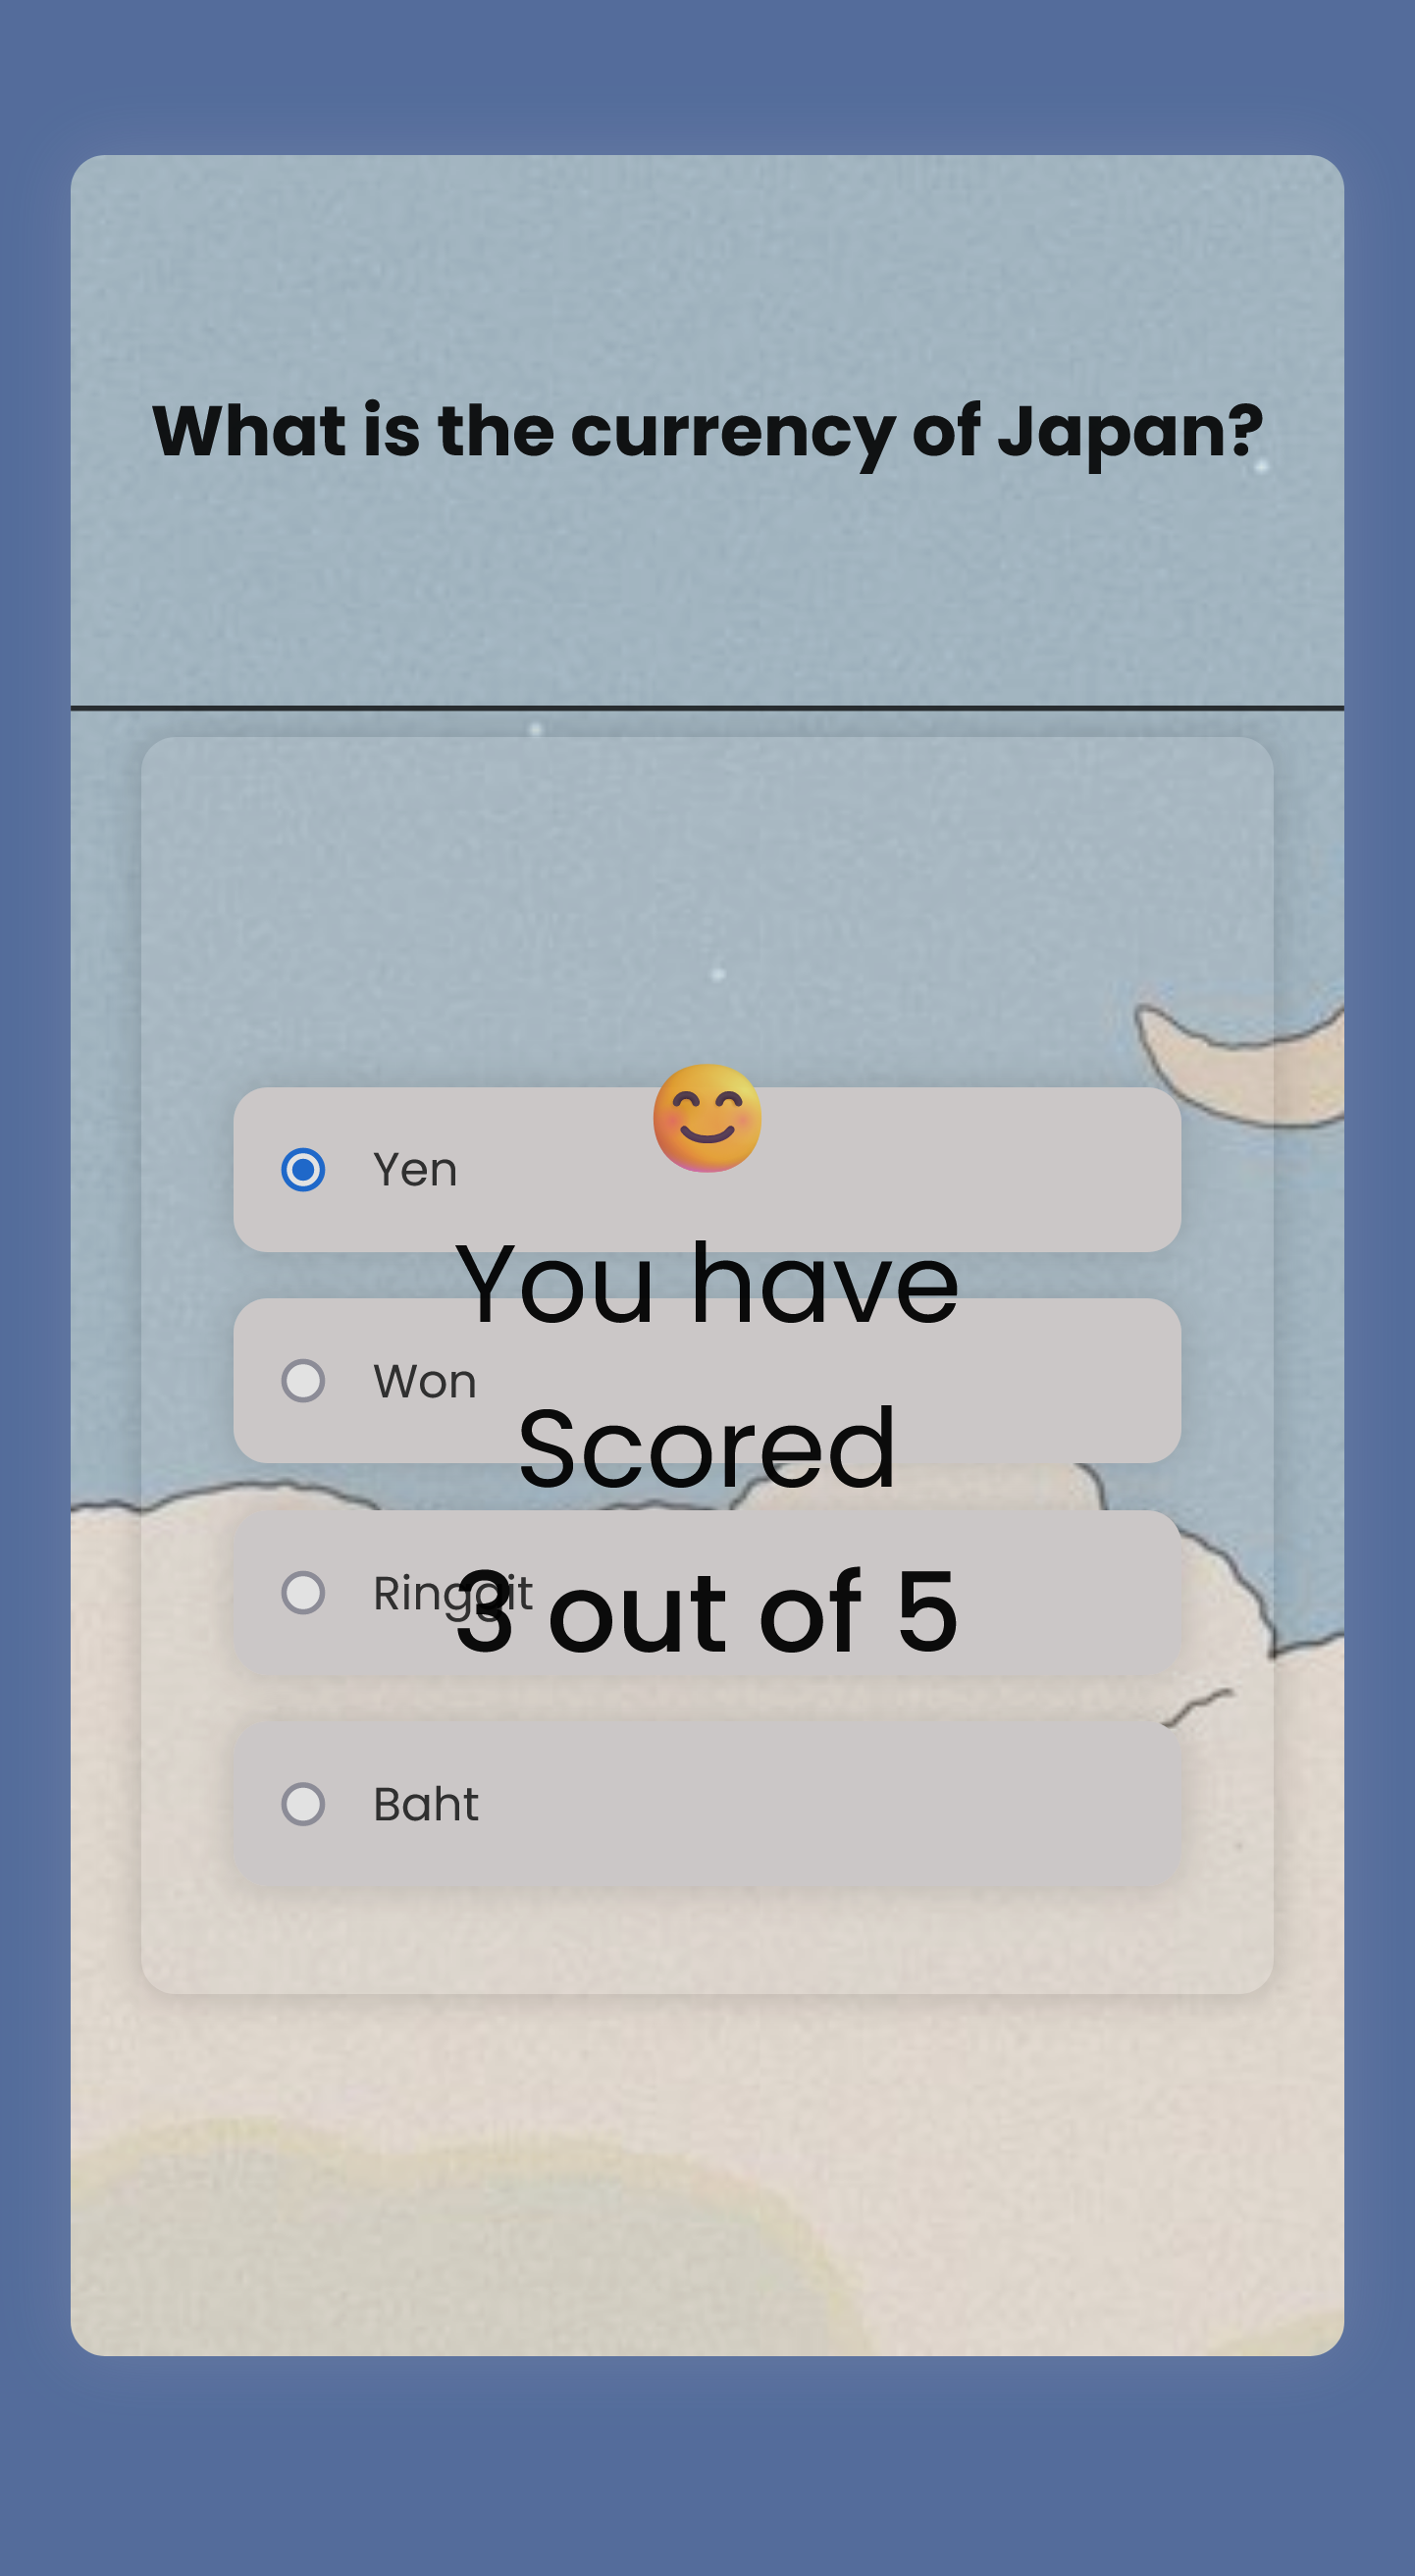 What is the currency of Japan?
Yen
You have
Won
Scored
Ringgit
3 out of 5
Baht